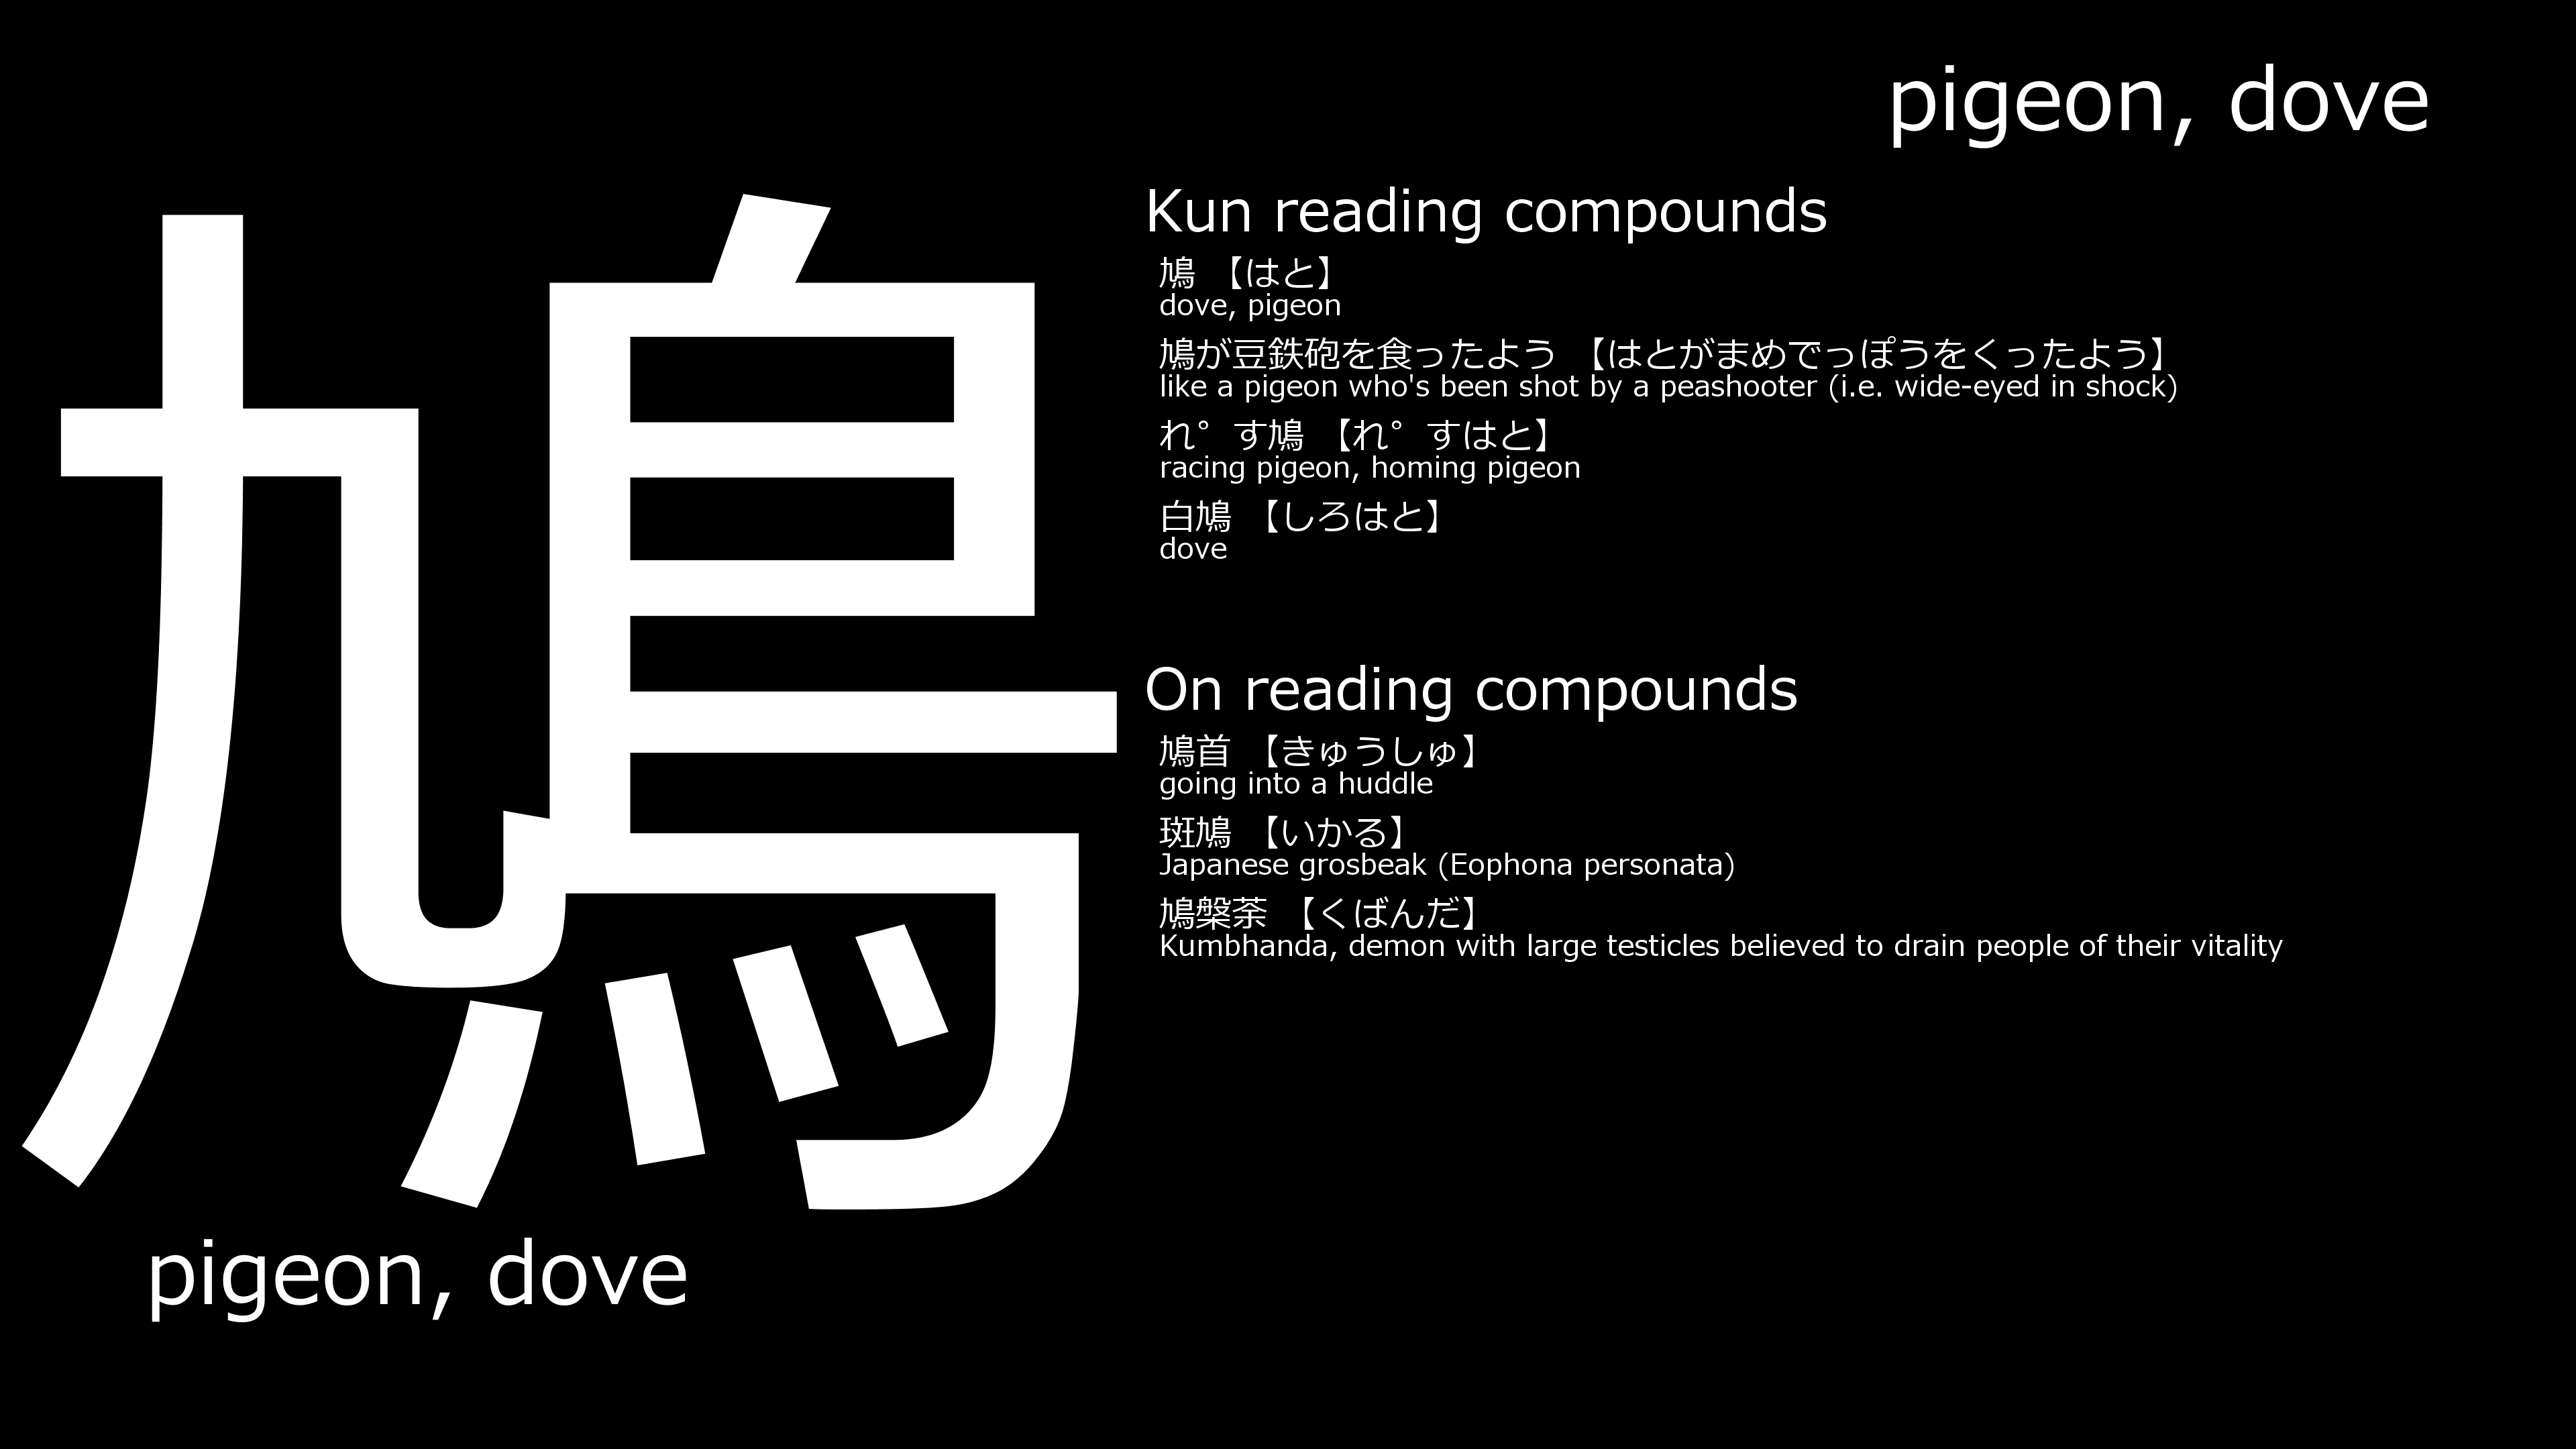 pigeon, dove
鳩
Kun reading compounds
鳩 【はと】
dove, pigeon
鳩が豆鉄砲を食ったよう 【はとがまめでっぽうをくったよう】
like a pigeon who's been shot by a peashooter (i.e. wide-eyed in shock)
れ゜す鳩 【れ゜すはと】
racing pigeon, homing pigeon
白鳩 【しろはと】
dove
On reading compounds
鳩首 【きゅうしゅ】
going into a huddle
斑鳩 【いかる】
Japanese grosbeak (Eophona personata)
鳩槃荼 【くばんだ】
Kumbhanda, demon with large testicles believed to drain people of their vitality
pigeon, dove